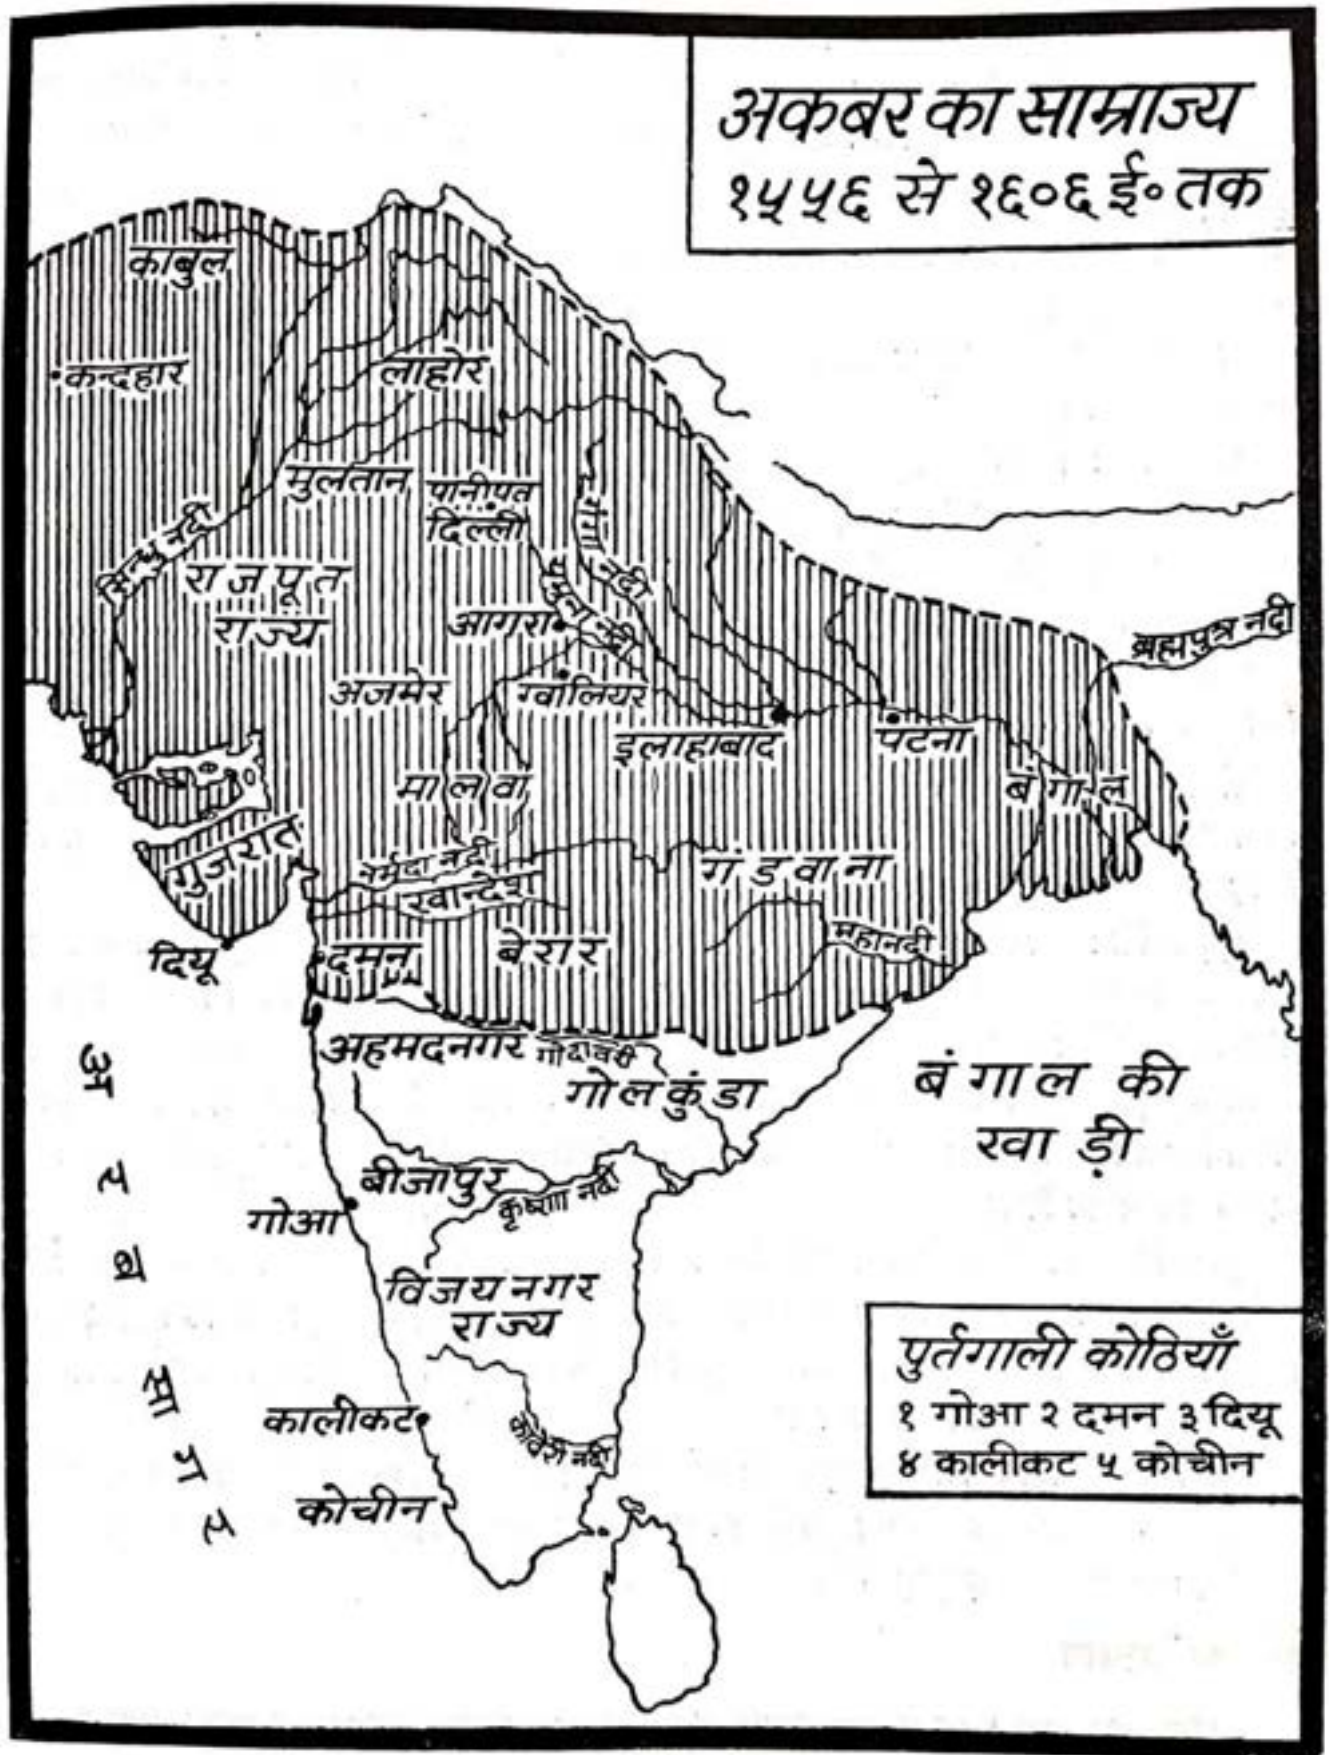 अकबर का साम्राज्य
१५५६ से १६०६ ई॰ तक
काबुल
कन्दहार
लाहोर
मुलतान
पानीपत
दिल्ली
सिन्धु नदी
गंगा नदी
राजपूत
राज्य
यमुना नदी
आगरा
ब्रह्मपुत्र नदी
अजमेर
ग्वालियर
इलाहाबाद
पटना
मालवा
बंगाल
गुजरात
नर्मदा नदी
खान्देश
गंडवाना
महानदी
दियू
दमन
बेरार
अहमदनगर
गोदावरी
गोलकुंडा
अरब सागर
बंगाल की
खाड़ी
बीजापुर
कृष्णा नदी
गोआ
विजय नगर
राज्य
कालीकट
कावेरी नदी
कोचीन
पुर्तगाली कोठियाँ
१ गोआ २ दमन ३ दियू
४ कालीकट ५ कोचीन